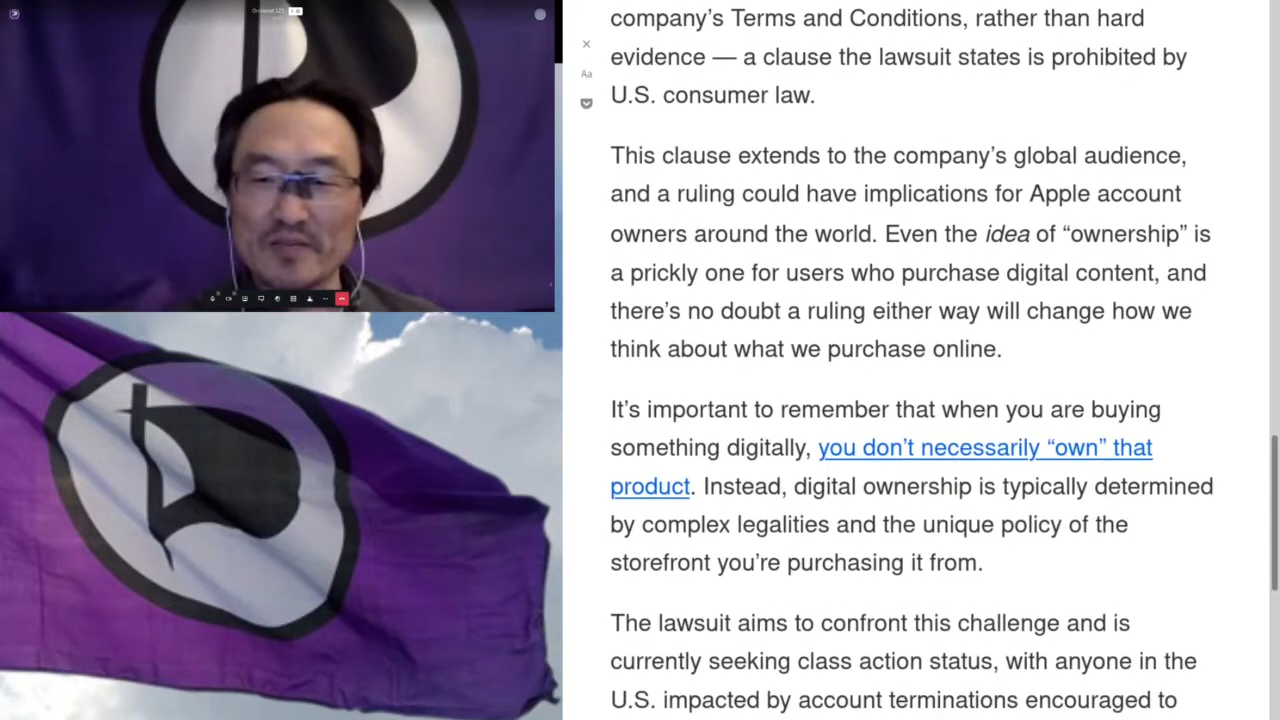 company’s Terms and Conditions, rather than hard
evidence — a clause the lawsuit states is prohibited by
U.S. consumer law.
This clause extends to the company’s global audience,
and a ruling could have implications for Apple account
owners around the world. Even the idea of “ownership” is
a prickly one for users who purchase digital content, and
there’s no doubt a ruling either way will change how we
think about what we purchase online.
It’s important to remember that when you are buying
something digitally, you don’t necessarily “own” that
product. Instead, digital ownership is typically determined
by complex legalities and the unique policy of the
storefront you’re purchasing it from.
The lawsuit aims to confront this challenge and is
currently seeking class action status, with anyone in the
U.S. impacted by account terminations encouraged to
Aa